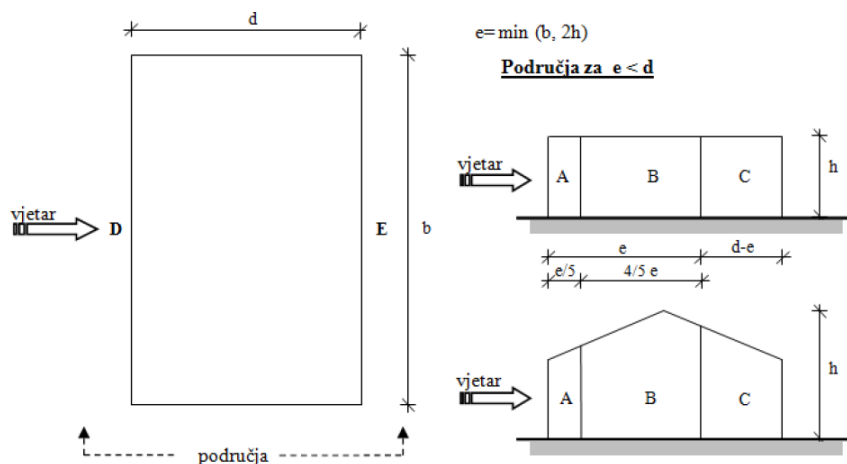 d
e= min (b, 2h)
Područja za e < d
vjetar
D
E
b
vjetar
A
B
C
h
e
d-e
e/5
4/5 e
vjetar
A
B
C
h
područja